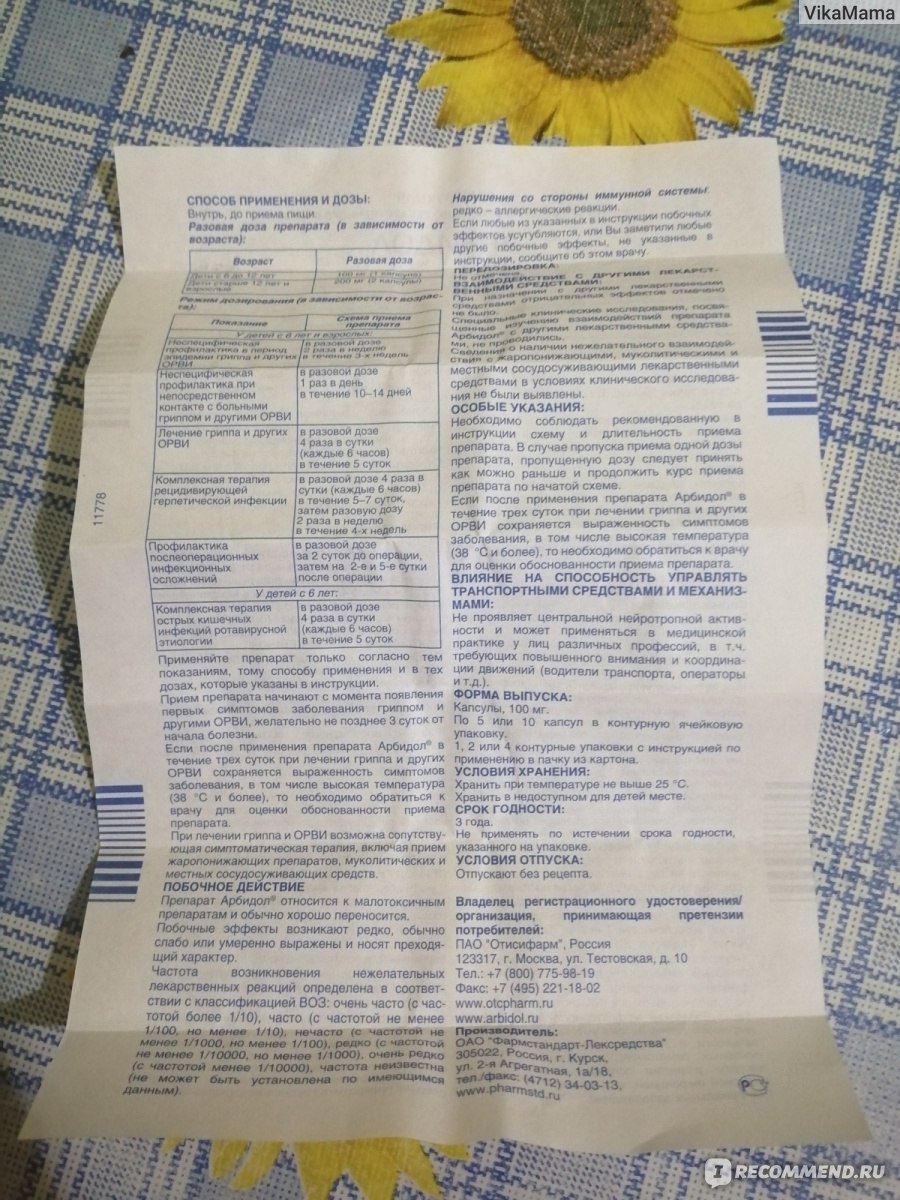 VikaMama
СПОСОБ ПРИМЕНЕНИЯ И ДОЗЫ:
Внутрь, до приема пищи.
Разовая доза препарата (в зависимости от
возраста):
Возраст Разовая доза
Дети с 6 до 12 лет 100 мг (1 капсула)
Дети старше 12 лет и
взрослые 200 мг (2 капсулы)
Режим дозирования (в зависимости от возрас-
та):
Показание Схема приема
препарата
У детей с 6 лет и взрослых:
Неспецифическая
профилактика в период
эпидемии гриппа и других
ОРВИ
в разовой дозе
2 раза в неделю
в течение 3-х недель
Неспецифическая
профилактика при
непосредственном
контакте с больными
гриппом и другими ОРВИ
в разовой дозе
1 раз в день
в течение 10–14 дней
Лечение гриппа и других
ОРВИ
в разовой дозе
4 раза в сутки
(каждые 6 часов)
в течение 5 суток
Комплексная терапия
рецидивирующей
герпетической инфекции
в разовой дозе 4 раза в
сутки (каждые 6 часов)
в течение 5–7 суток,
затем разовую дозу
2 раза в неделю
в течение 4-х недель
Профилактика
послеоперационных
инфекционных
осложнений
в разовой дозе
за 2 суток до операции,
затем на 2-е и 5-е сутки
после операции
У детей с 6 лет:
Комплексная терапия
острых кишечных
инфекций ротавирусной
этиологии
в разовой дозе
4 раза в сутки
(каждые 6 часов)
в течение 5 суток
Применяйте препарат только согласно тем
показаниям, тому способу применения и в тех
дозах, которые указаны в инструкции.
Прием препарата начинают с момента появления
первых симптомов заболевания гриппом и
другими ОРВИ, желательно не позднее 3 суток от
начала болезни.
Если после применения препарата Арбидол® в
течение трех суток при лечении гриппа и других
ОРВИ сохраняется выраженность симптомов
заболевания, в том числе высокая температура
(38 °С и более), то необходимо обратиться к
врачу для оценки обоснованности приема
препарата.
При лечении гриппа и ОРВИ возможна сопутству-
ющая симптоматическая терапия, включая прием
жаропонижающих препаратов, муколитических и
местных сосудосуживающих средств.
ПОБОЧНОЕ ДЕЙСТВИЕ
Препарат Арбидол® относится к малотоксичным
препаратам и обычно хорошо переносится.
Побочные эффекты возникают редко, обычно
слабо или умеренно выражены и носят преходя-
щий характер.
Частота возникновения нежелательных
лекарственных реакций определена в соответ-
ствии с классификацией ВОЗ: очень часто (с час-
тотой более 1/10), часто (с частотой не менее
1/100, но менее 1/10), нечасто (с частотой не
менее 1/1000, но менее 1/100), редко (с частотой
не менее 1/10000, но менее 1/1000), очень редко
(с частотой менее 1/10000), частота неизвестна
(не может быть установлена по имеющимся
данным).
11778
Нарушения со стороны иммунной системы:
редко – аллергические реакции.
Если любые из указанных в инструкции побочных
эффектов усугубляются, или Вы заметили любые
другие побочные эффекты, не указанные в
инструкции, сообщите об этом врачу.
ПЕРЕДОЗИРОВКА:
Не отмечена.
ВЗАИМОДЕЙСТВИЕ С ДРУГИМИ ЛЕКАРСТ-
ВЕННЫМИ СРЕДСТВАМИ:
При назначении с другими лекарственными
средствами отрицательных эффектов отмечено
не было.
Специальные клинические исследования, посвя-
щенные изучению взаимодействий препарата
Арбидол® с другими лекарственными средства-
ми, не проводились.
Сведения о наличии нежелательного взаимодей-
ствия с жаропонижающими, муколитическими и
местными сосудосуживающими лекарственными
средствами в условиях клинического исследова-
ния не были выявлены.
ОСОБЫЕ УКАЗАНИЯ:
Необходимо соблюдать рекомендованную в
инструкции схему и длительность приема
препарата. В случае пропуска приема одной дозы
препарата, пропущенную дозу следует принять
как можно раньше и продолжить курс приема
препарата по начатой схеме.
Если после применения препарата Арбидол® в
течение трех суток при лечении гриппа и других
ОРВИ сохраняется выраженность симптомов
заболевания, в том числе высокая температура
(38 °С и более), то необходимо обратиться к врачу
для оценки обоснованности приема препарата.
ВЛИЯНИЕ НА СПОСОБНОСТЬ УПРАВЛЯТЬ
ТРАНСПОРТНЫМИ СРЕДСТВАМИ И МЕХАНИЗ-
МАМИ:
Не проявляет центральной нейротропной актив-
ности и может применяться в медицинской
практике у лиц различных профессий, в т.ч.
требующих повышенного внимания и координа-
ции движений (водители транспорта, операторы
и т.д.).
ФОРМА ВЫПУСКА:
Капсулы, 100 мг.
По 5 или 10 капсул в контурную ячейковую
упаковку.
1, 2 или 4 контурные упаковки с инструкцией по
применению в пачку из картона.
УСЛОВИЯ ХРАНЕНИЯ:
Хранить при температуре не выше 25 °С.
Хранить в недоступном для детей месте.
СРОК ГОДНОСТИ:
3 года.
Не применять по истечении срока годности,
указанного на упаковке.
УСЛОВИЯ ОТПУСКА:
Отпускают без рецепта.
Владелец регистрационного удостоверения/
организация, принимающая претензии
потребителей:
ПАО "Отисифарм", Россия
123317, г. Москва, ул. Тестовская, д. 10
Тел.: +7 (800) 775-98-19
Факс: +7 (495) 221-18-02
www.otcpharm.ru
www.arbidol.ru
Производитель:
ОАО "Фармстандарт-Лексредства"
305022, Россия, г. Курск,
ул. 2-я Агрегатная, 1а/18,
тел./факс: (4712) 34-03-13,
www.pharmstd.ru
I RECOMMEND.RU